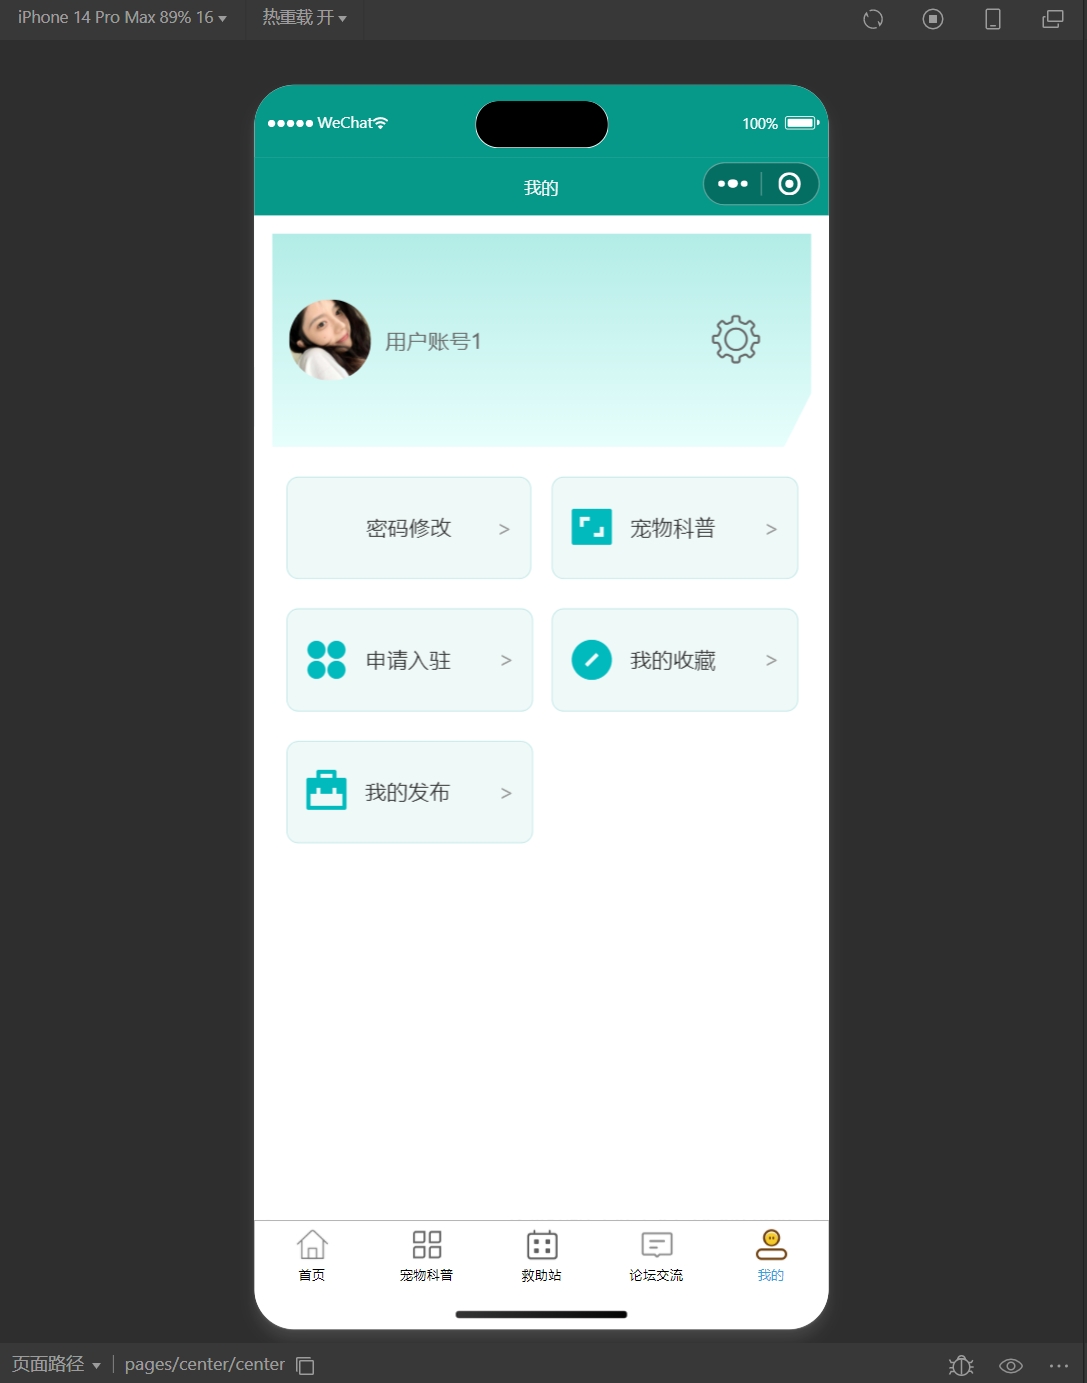 iPhone 14 Pro Max 89% 16 热重载 开
WeChat 100%
我的
用户账号1
密码修改 > 宠物科普 >
申请入驻 > 我的收藏 >
我的发布 >
首页 宠物科普 救助站 论坛交流 我的
页面路径 pages/center/center